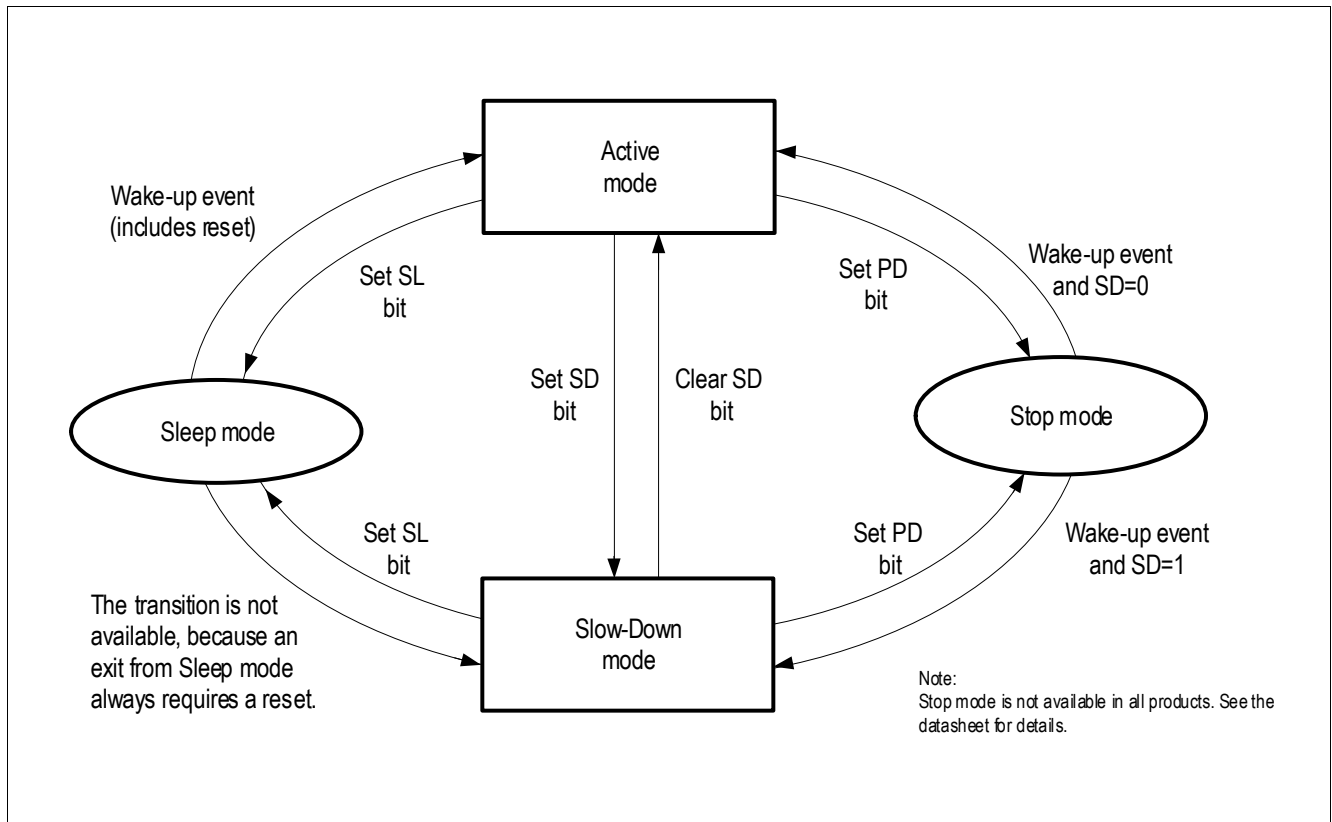 Active
mode
Wake-up event
(includes reset)
Set SL
bit
Set PD
bit
Wake-up event
and SD=0
Set SD
bit
Clear SD
bit
Sleep mode
Stop mode
Set SL
bit
Set PD
bit
Wake-up event
and SD=1
The transition is not
available, because an
exit from Sleep mode
always requires a reset.
Slow-Down
mode
Note:
Stop mode is not available in all products. See the
datasheet for details.